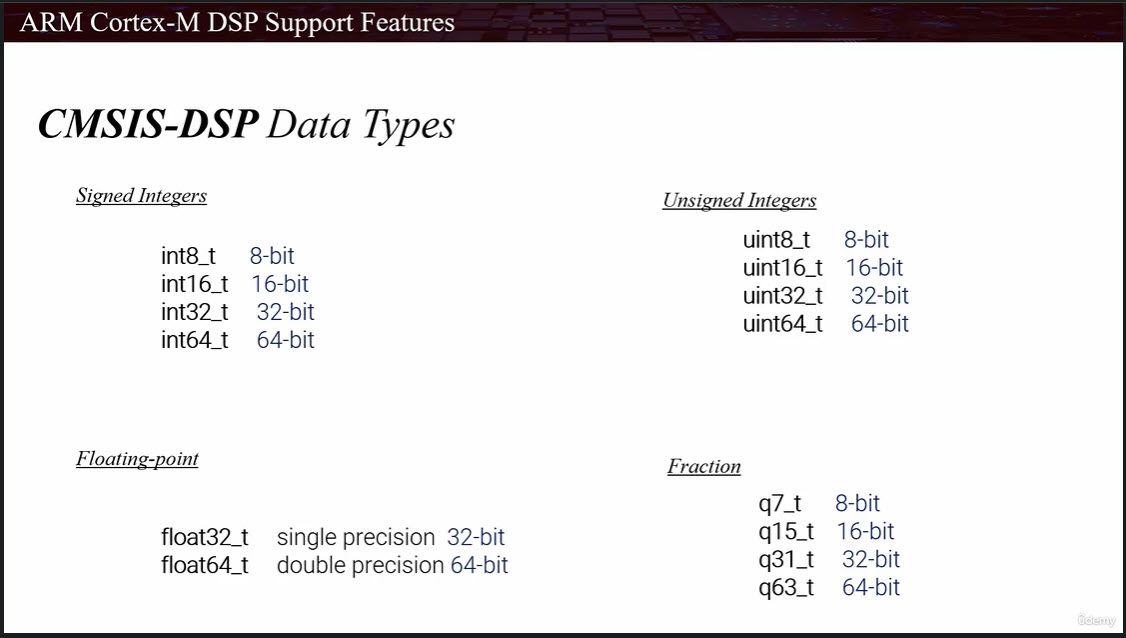 ARM Cortex-M DSP Support Features
CMSIS-DSP Data Types
Signed Integers
int8_t 8-bit
int16_t 16-bit
int32_t 32-bit
int64_t 64-bit
Unsigned Integers
uint8_t 8-bit
uint16_t 16-bit
uint32_t 32-bit
uint64_t 64-bit
Floating-point
float32_t single precision 32-bit
float64_t double precision 64-bit
Fraction
q7_t 8-bit
q15_t 16-bit
q31_t 32-bit
q63_t 64-bit
ûdemy